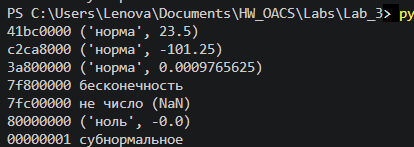 PS C:\Users\Lenova\Documents\HW_OACS\Labs\Lab_3> py
41bc0000 ('норма', 23.5)
c2ca8000 ('норма', -101.25)
3a800000 ('норма', 0.0009765625)
7f800000 бесконечность
7fc00000 не число (NaN)
80000000 ('ноль', -0.0)
00000001 субнормальное